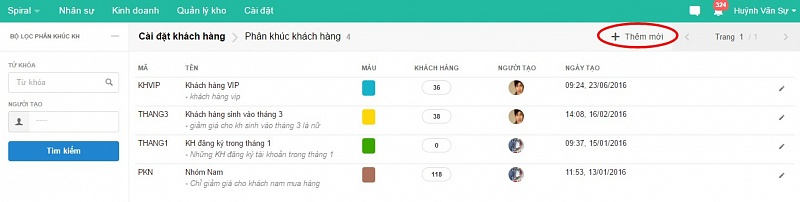 Spiral Nhân sự Kinh doanh Quản lý kho Cài đặt 324 Huỳnh Văn Sự
BỘ LỌC PHÂN KHÚC KH
TỪ KHÓA
Từ khóa
NGƯỜI TẠO
-----
Tìm kiếm
Cài đặt khách hàng Phân khúc khách hàng 4 + Thêm mới Trang 1 / 1
MÃ TÊN MÀU KHÁCH HÀNG NGƯỜI TẠO NGÀY TẠO
KHVIP Khách hàng VIP 36 09:24, 23/06/2016
- khách hàng vip
THANG3 Khách hàng sinh vào tháng 3 38 14:08, 16/02/2016
- giảm giá cho kh sinh vào tháng 3 là nữ
THANG1 KH đăng ký trong tháng 1 0 09:37, 15/01/2016
- Những KH đăng ký tài khoản trong tháng 1
PKN Nhóm Nam 118 11:53, 13/01/2016
- Chỉ giảm giá cho khách nam mua hàng